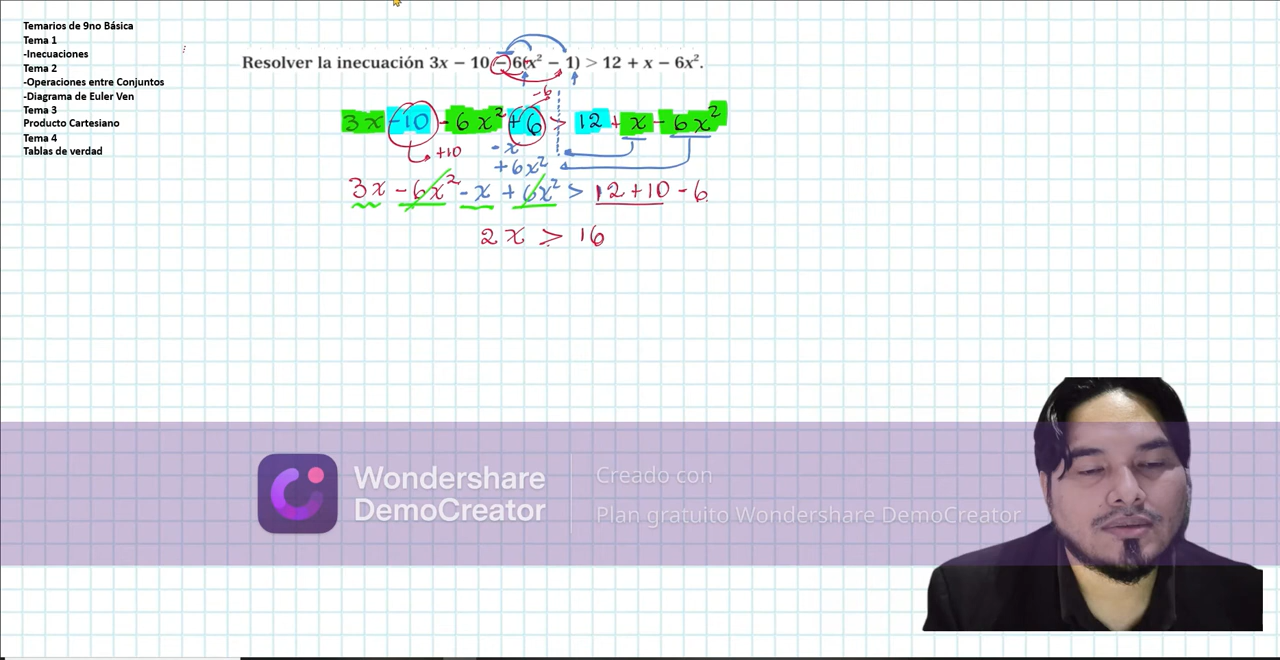 Temarios de 9no Básica
Tema 1
-Inecuaciones
Tema 2
-Operaciones entre Conjuntos
-Diagrama de Euler Ven
Tema 3
Producto Cartesiano
Tema 4
Tablas de verdad
Resolver la inecuación 3x − 10 − 6(x² − 1) > 12 + x − 6x².
-6
3x -10 - 6x² + 6 > 12 + x - 6x²
+10
- x
+ 6x²
3x - 6x² - x + 6x² > 12 + 10 - 6
2x > 16
Wondershare
DemoCreator
Creado con
Plan gratuito Wondershare DemoCreator